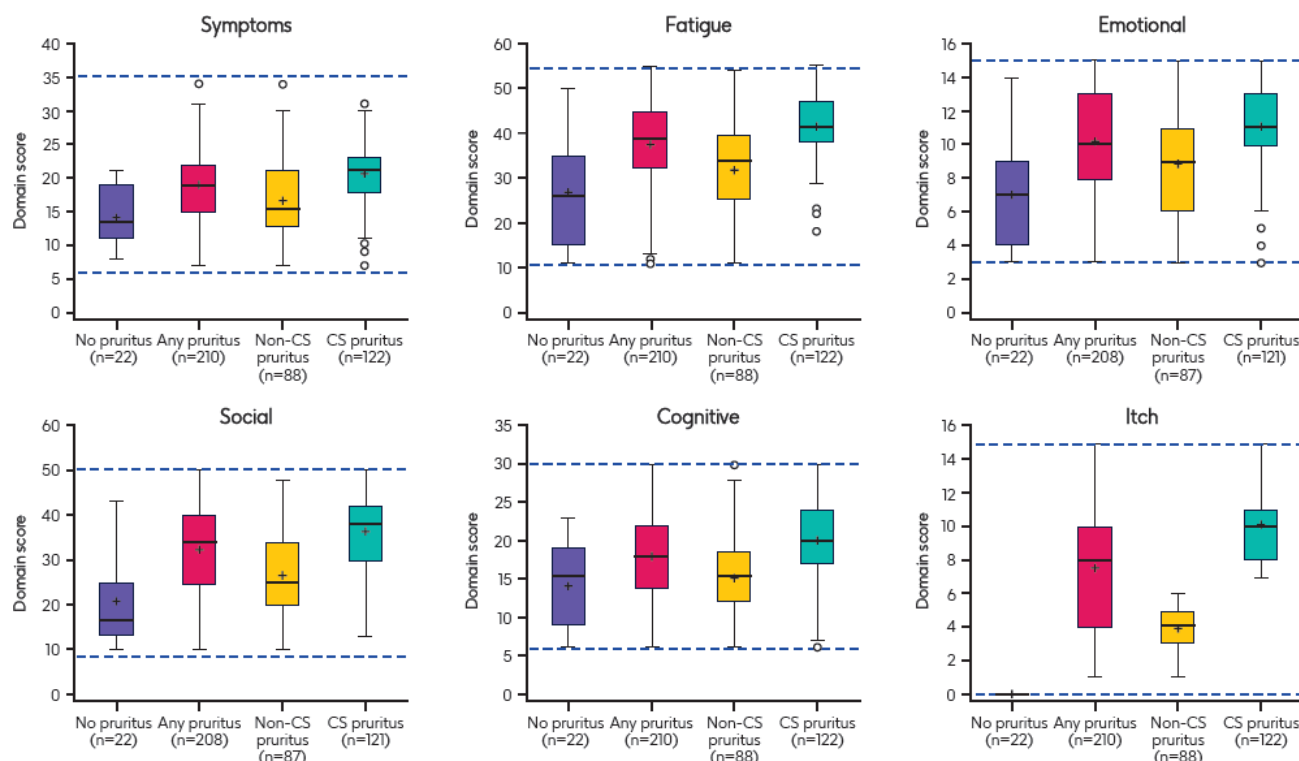 Symptoms
40
35
30
25
20
15
10
5
0
Domain score
No pruritus
(n=22)
Any pruritus
(n=210)
Non-CS
pruritus
(n=88)
CS pruritus
(n=122)
Fatigue
60
50
40
30
20
10
0
Domain score
No pruritus
(n=22)
Any pruritus
(n=210)
Non-CS
pruritus
(n=88)
CS pruritus
(n=122)
Emotional
16
14
12
10
8
6
4
2
0
Domain score
No pruritus
(n=22)
Any pruritus
(n=208)
Non-CS
pruritus
(n=87)
CS pruritus
(n=121)
Social
60
50
40
30
20
10
0
Domain score
No pruritus
(n=22)
Any pruritus
(n=208)
Non-CS
pruritus
(n=87)
CS pruritus
(n=121)
Cognitive
35
30
25
20
15
10
5
0
Domain score
No pruritus
(n=22)
Any pruritus
(n=210)
Non-CS
pruritus
(n=88)
CS pruritus
(n=122)
Itch
16
14
12
10
8
6
4
2
0
Domain score
No pruritus
(n=22)
Any pruritus
(n=210)
Non-CS
pruritus
(n=88)
CS pruritus
(n=122)